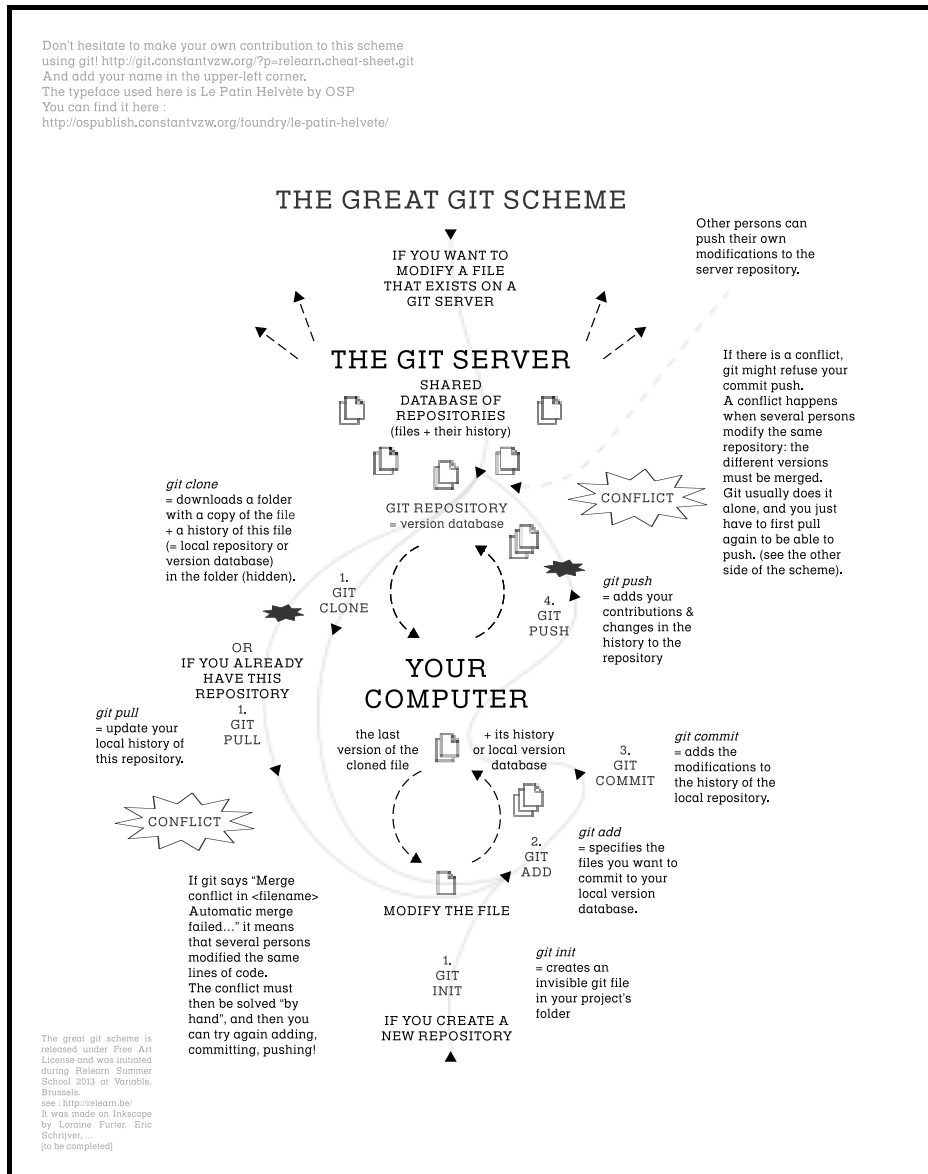 Don't hesitate to make your own contribution to this scheme
using git! http://git.constantvzw.org/?p=relearn.cheat-sheet.git
And add your name in the upper-left corner.
The typeface used here is Le Patin Helvète by OSP
You can find it here :
http://ospublish.constantvzw.org/foundry/le-patin-helvete/
THE GREAT GIT SCHEME
Other persons can
push their own
modifications to the
server repository.
IF YOU WANT TO
MODIFY A FILE
THAT EXISTS ON A
GIT SERVER
THE GIT SERVER
SHARED
DATABASE OF
REPOSITORIES
(files + their history)
If there is a conflict,
git might refuse your
commit push.
A conflict happens
when several persons
modify the same
repository: the
different versions
must be merged.
Git usually does it
alone, and you just
have to first pull
again to be able to
push. (see the other
side of the scheme).
CONFLICT
git clone
= downloads a folder
with a copy of the file
+ a history of this file
(= local repository or
version database)
in the folder (hidden).
GIT REPOSITORY
= version database
1.
GIT
CLONE
4.
GIT
PUSH
git push
= adds your
contributions &
changes in the
history to the
repository
OR
IF YOU ALREADY
HAVE THIS
REPOSITORY
1.
GIT
PULL
YOUR
COMPUTER
git pull
= update your
local history of
this repository.
the last
version of the
cloned file
+ its history
or local version
database
3.
GIT
COMMIT
git commit
= adds the
modifications to
the history of the
local repository.
CONFLICT
2.
GIT
ADD
git add
= specifies the
files you want to
commit to your
local version
database.
If git says “Merge
conflict in <filename>
Automatic merge
failed...” it means
that several persons
modified the same
lines of code.
The conflict must
then be solved “by
hand”, and then you
can try again adding,
committing, pushing!
MODIFY THE FILE
1.
GIT
INIT
git init
= creates an
invisible git file
in your project's
folder
IF YOU CREATE A
NEW REPOSITORY
The great git scheme is
released under Free Art
License and was initiated
during Relearn Summer
School 2013 at Variable,
Brussels.
see : http://relearn.be/
It was made on Inkscape
by Loraine Furter, Eric
Schrijver, ...
[to be completed]